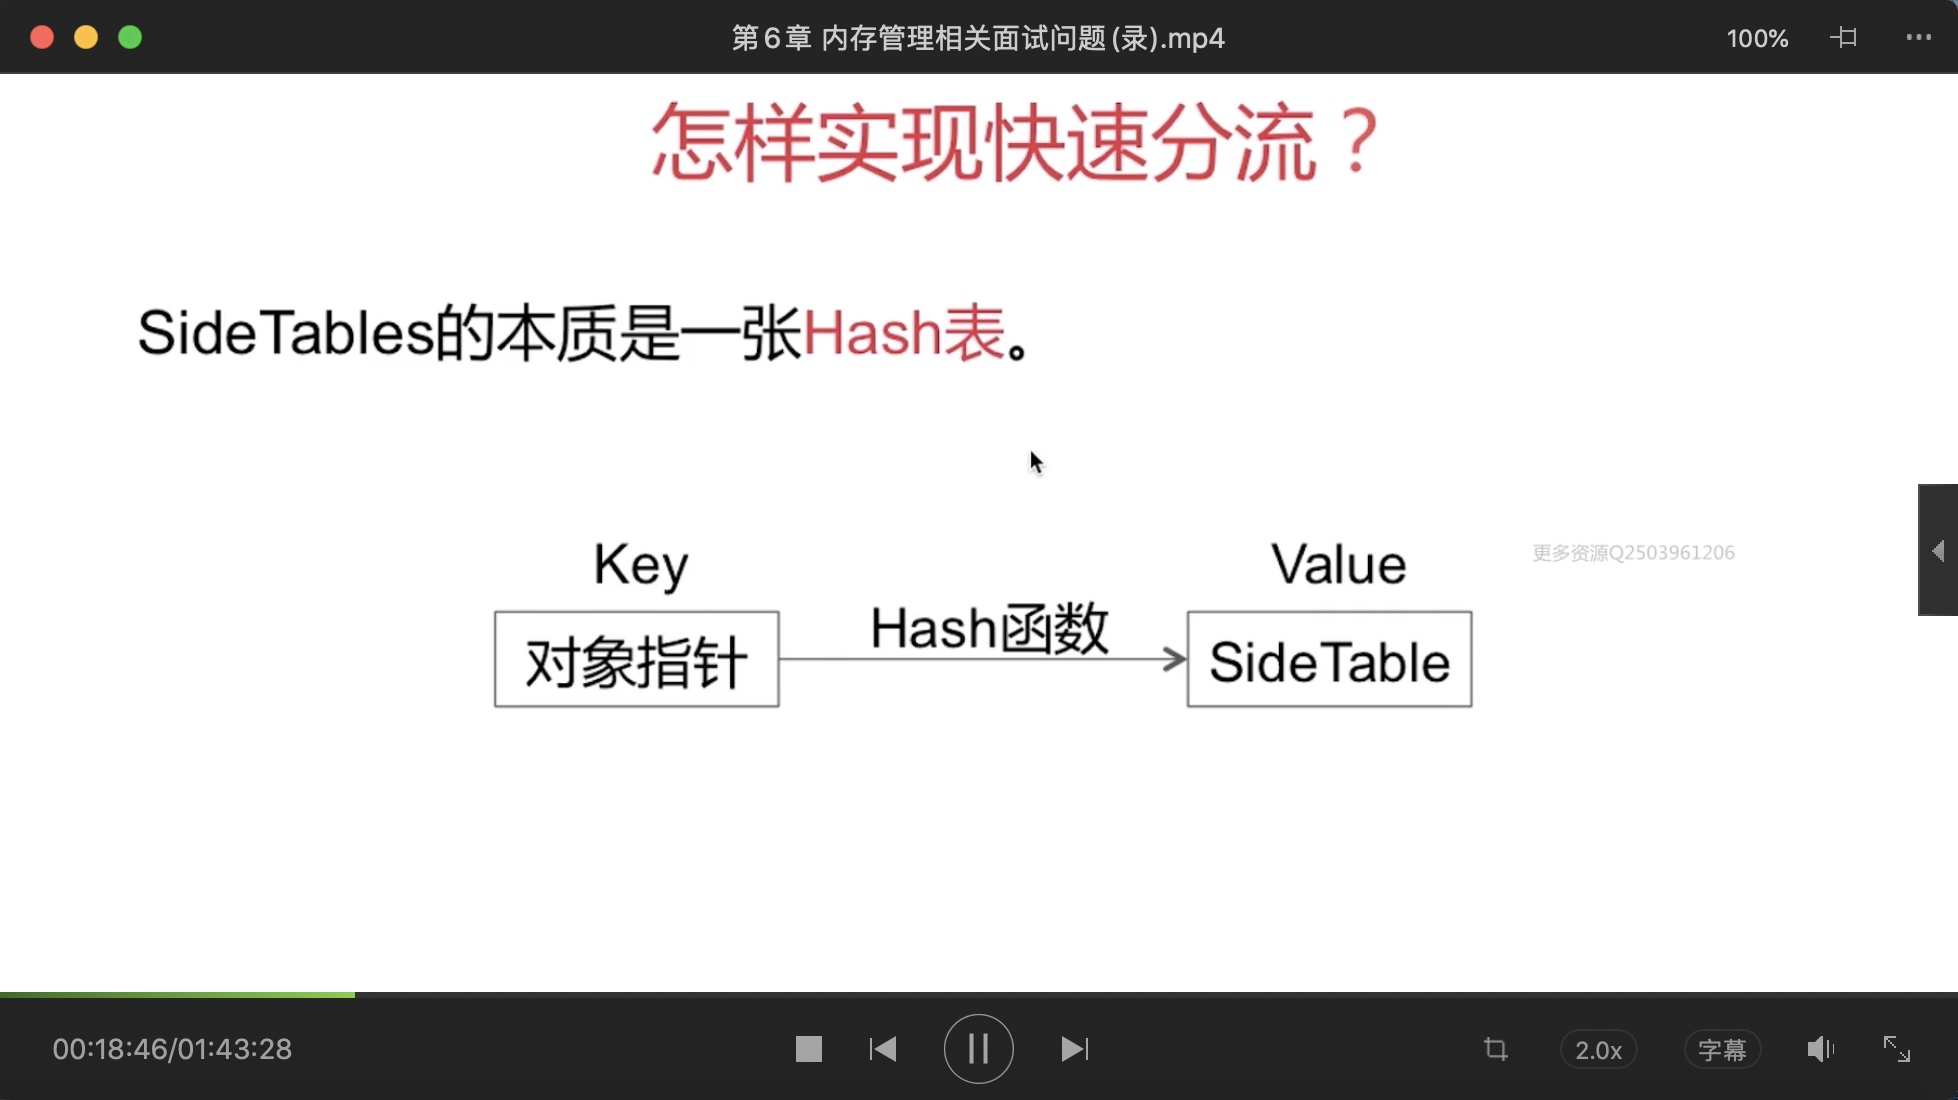 第6章 内存管理相关面试问题(录).mp4
100%
怎样实现快速分流？
SideTables的本质是一张Hash表。
Key
Value
更多资源Q2503961206
对象指针
Hash函数
SideTable
00:18:46/01:43:28
2.0x
字幕